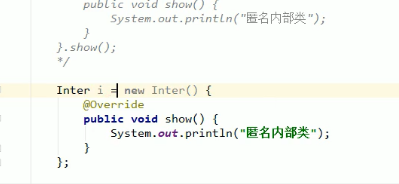 public void show() {
System.out.println("匿名内部类");
}
}.show();
*/
Inter i = new Inter() {
@Override
public void show() {
System.out.println("匿名内部类");
}
};